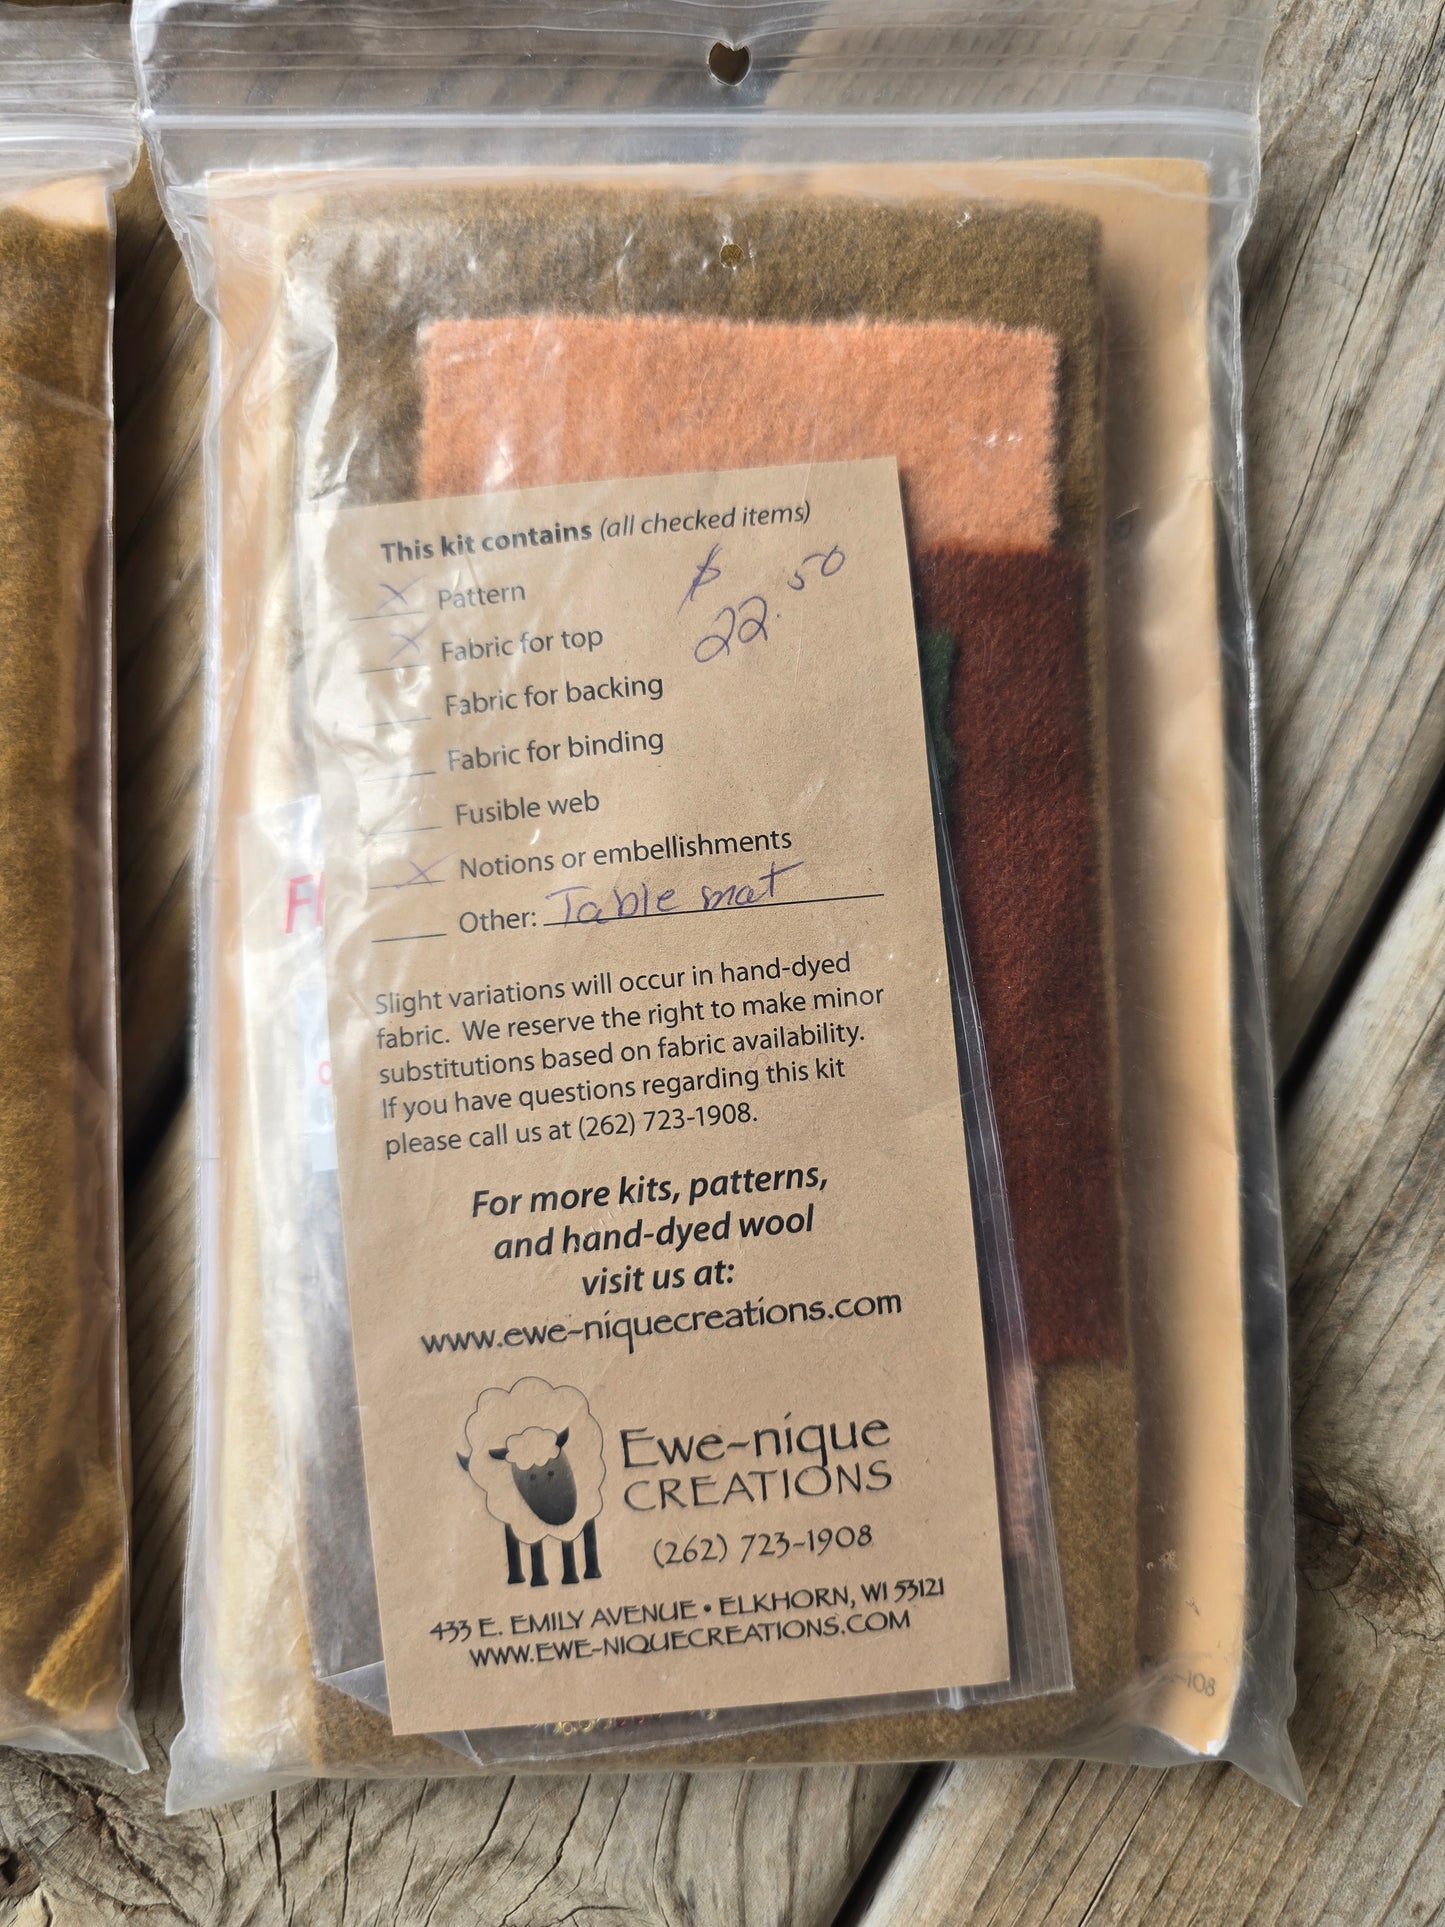 This kit contains (all checked items)
X Pattern
$ 22.50
X Fabric for top
Fabric for backing
Fabric for binding
Fusible web
X Notions or embellishments
Other: Table mat
Slight variations will occur in hand-dyed
fabric. We reserve the right to make minor
substitutions based on fabric availability.
If you have questions regarding this kit
please call us at (262) 723-1908.
For more kits, patterns,
and hand-dyed wool
visit us at:
www.ewe-niquecreations.com
Ewe-nique
CREATIONS
(262) 723-1908
433 E. EMILY AVENUE • ELKHORN, WI 53121
WWW.EWE-NIQUECREATIONS.COM